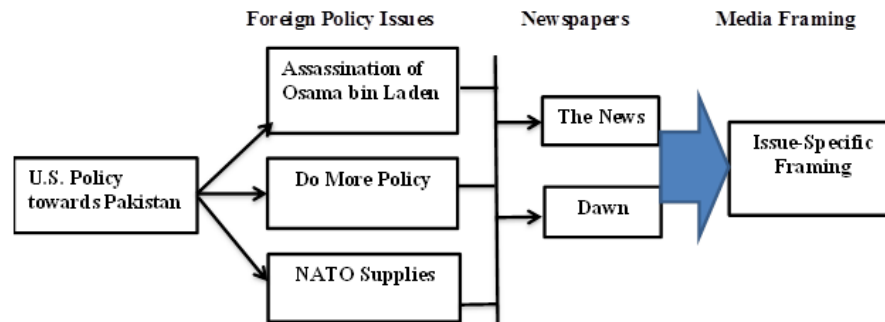 Foreign Policy Issues
Newspapers
Media Framing
Assassination of
Osama bin Laden
The News
Issue-Specific
Framing
U.S. Policy
towards Pakistan
Do More Policy
Dawn
NATO Supplies